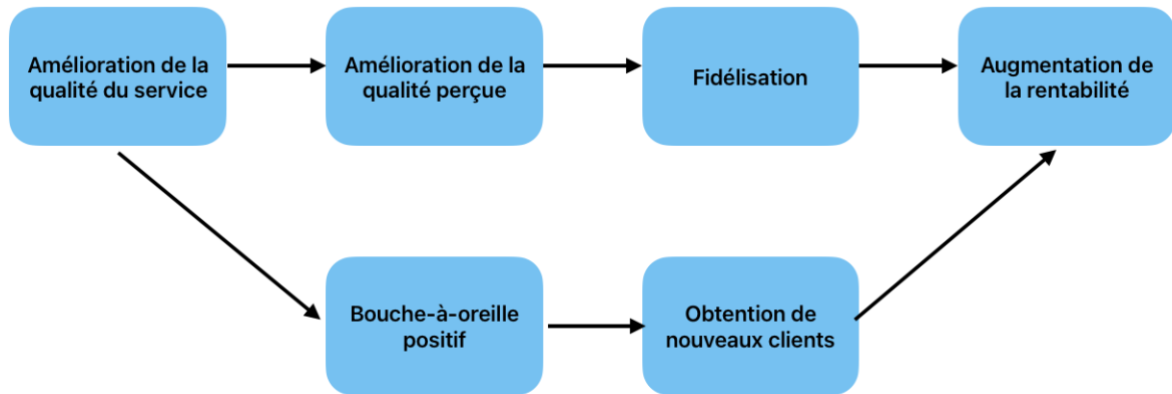 Amélioration de la
qualité du service
Amélioration de la
qualité perçue
Fidélisation
Augmentation de
la rentabilité
Bouche-à-oreille
positif
Obtention de
nouveaux clients